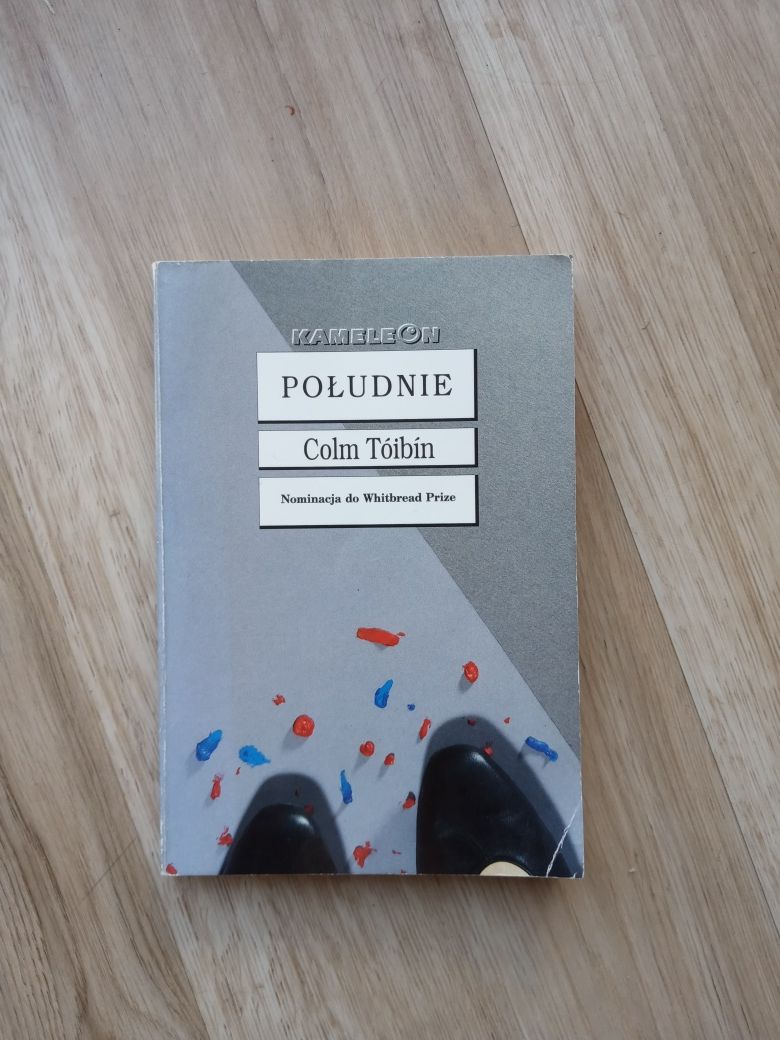 KAMELEON
POŁUDNIE
Colm Tóibín
Nominacja do Whitbread Prize